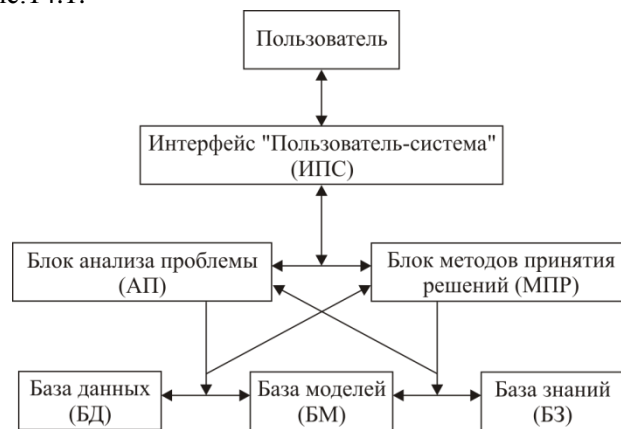 Пользователь
Интерфейс "Пользователь-система"
(ИПС)
Блок анализа проблемы
(АП)
Блок методов принятия
решений (МПР)
База данных
(БД)
База моделей
(БМ)
База знаний
(БЗ)